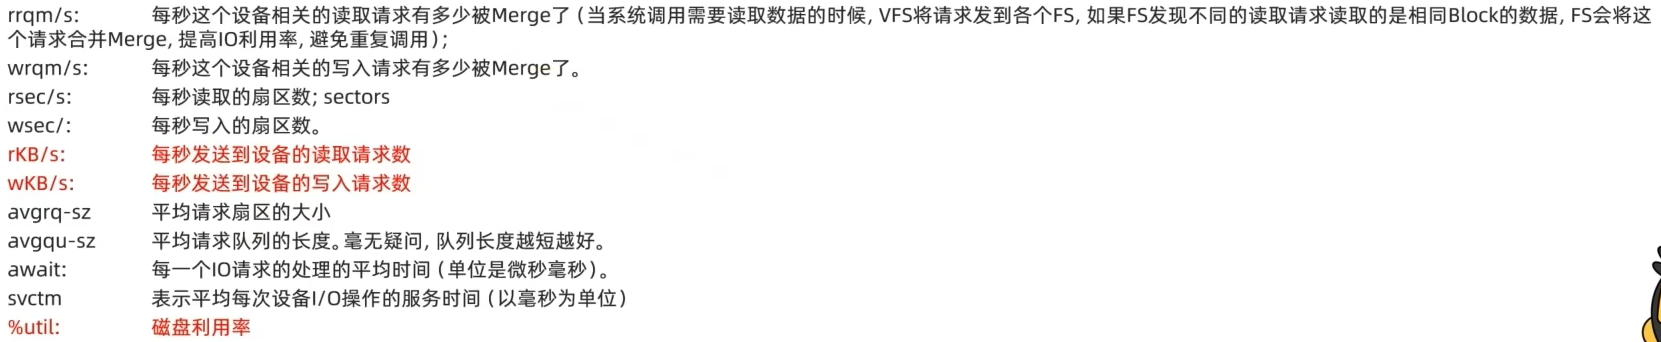 rrqm/s: 每秒这个设备相关的读取请求有多少被Merge了（当系统调用需要读取数据的时候, VFS将请求发到各个FS, 如果FS发现不同的读取请求读取的是相同Block的数据, FS会将这
个请求合并Merge, 提高IO利用率, 避免重复调用）;
wrqm/s: 每秒这个设备相关的写入请求有多少被Merge了。
rsec/s: 每秒读取的扇区数; sectors
wsec/: 每秒写入的扇区数。
rKB/s: 每秒发送到设备的读取请求数
wKB/s: 每秒发送到设备的写入请求数
avgrq-sz 平均请求扇区的大小
avgqu-sz 平均请求队列的长度。毫无疑问, 队列长度越短越好。
await: 每一个IO请求的处理的平均时间（单位是微秒毫秒）。
svctm 表示平均每次设备I/O操作的服务时间（以毫秒为单位）
%util: 磁盘利用率